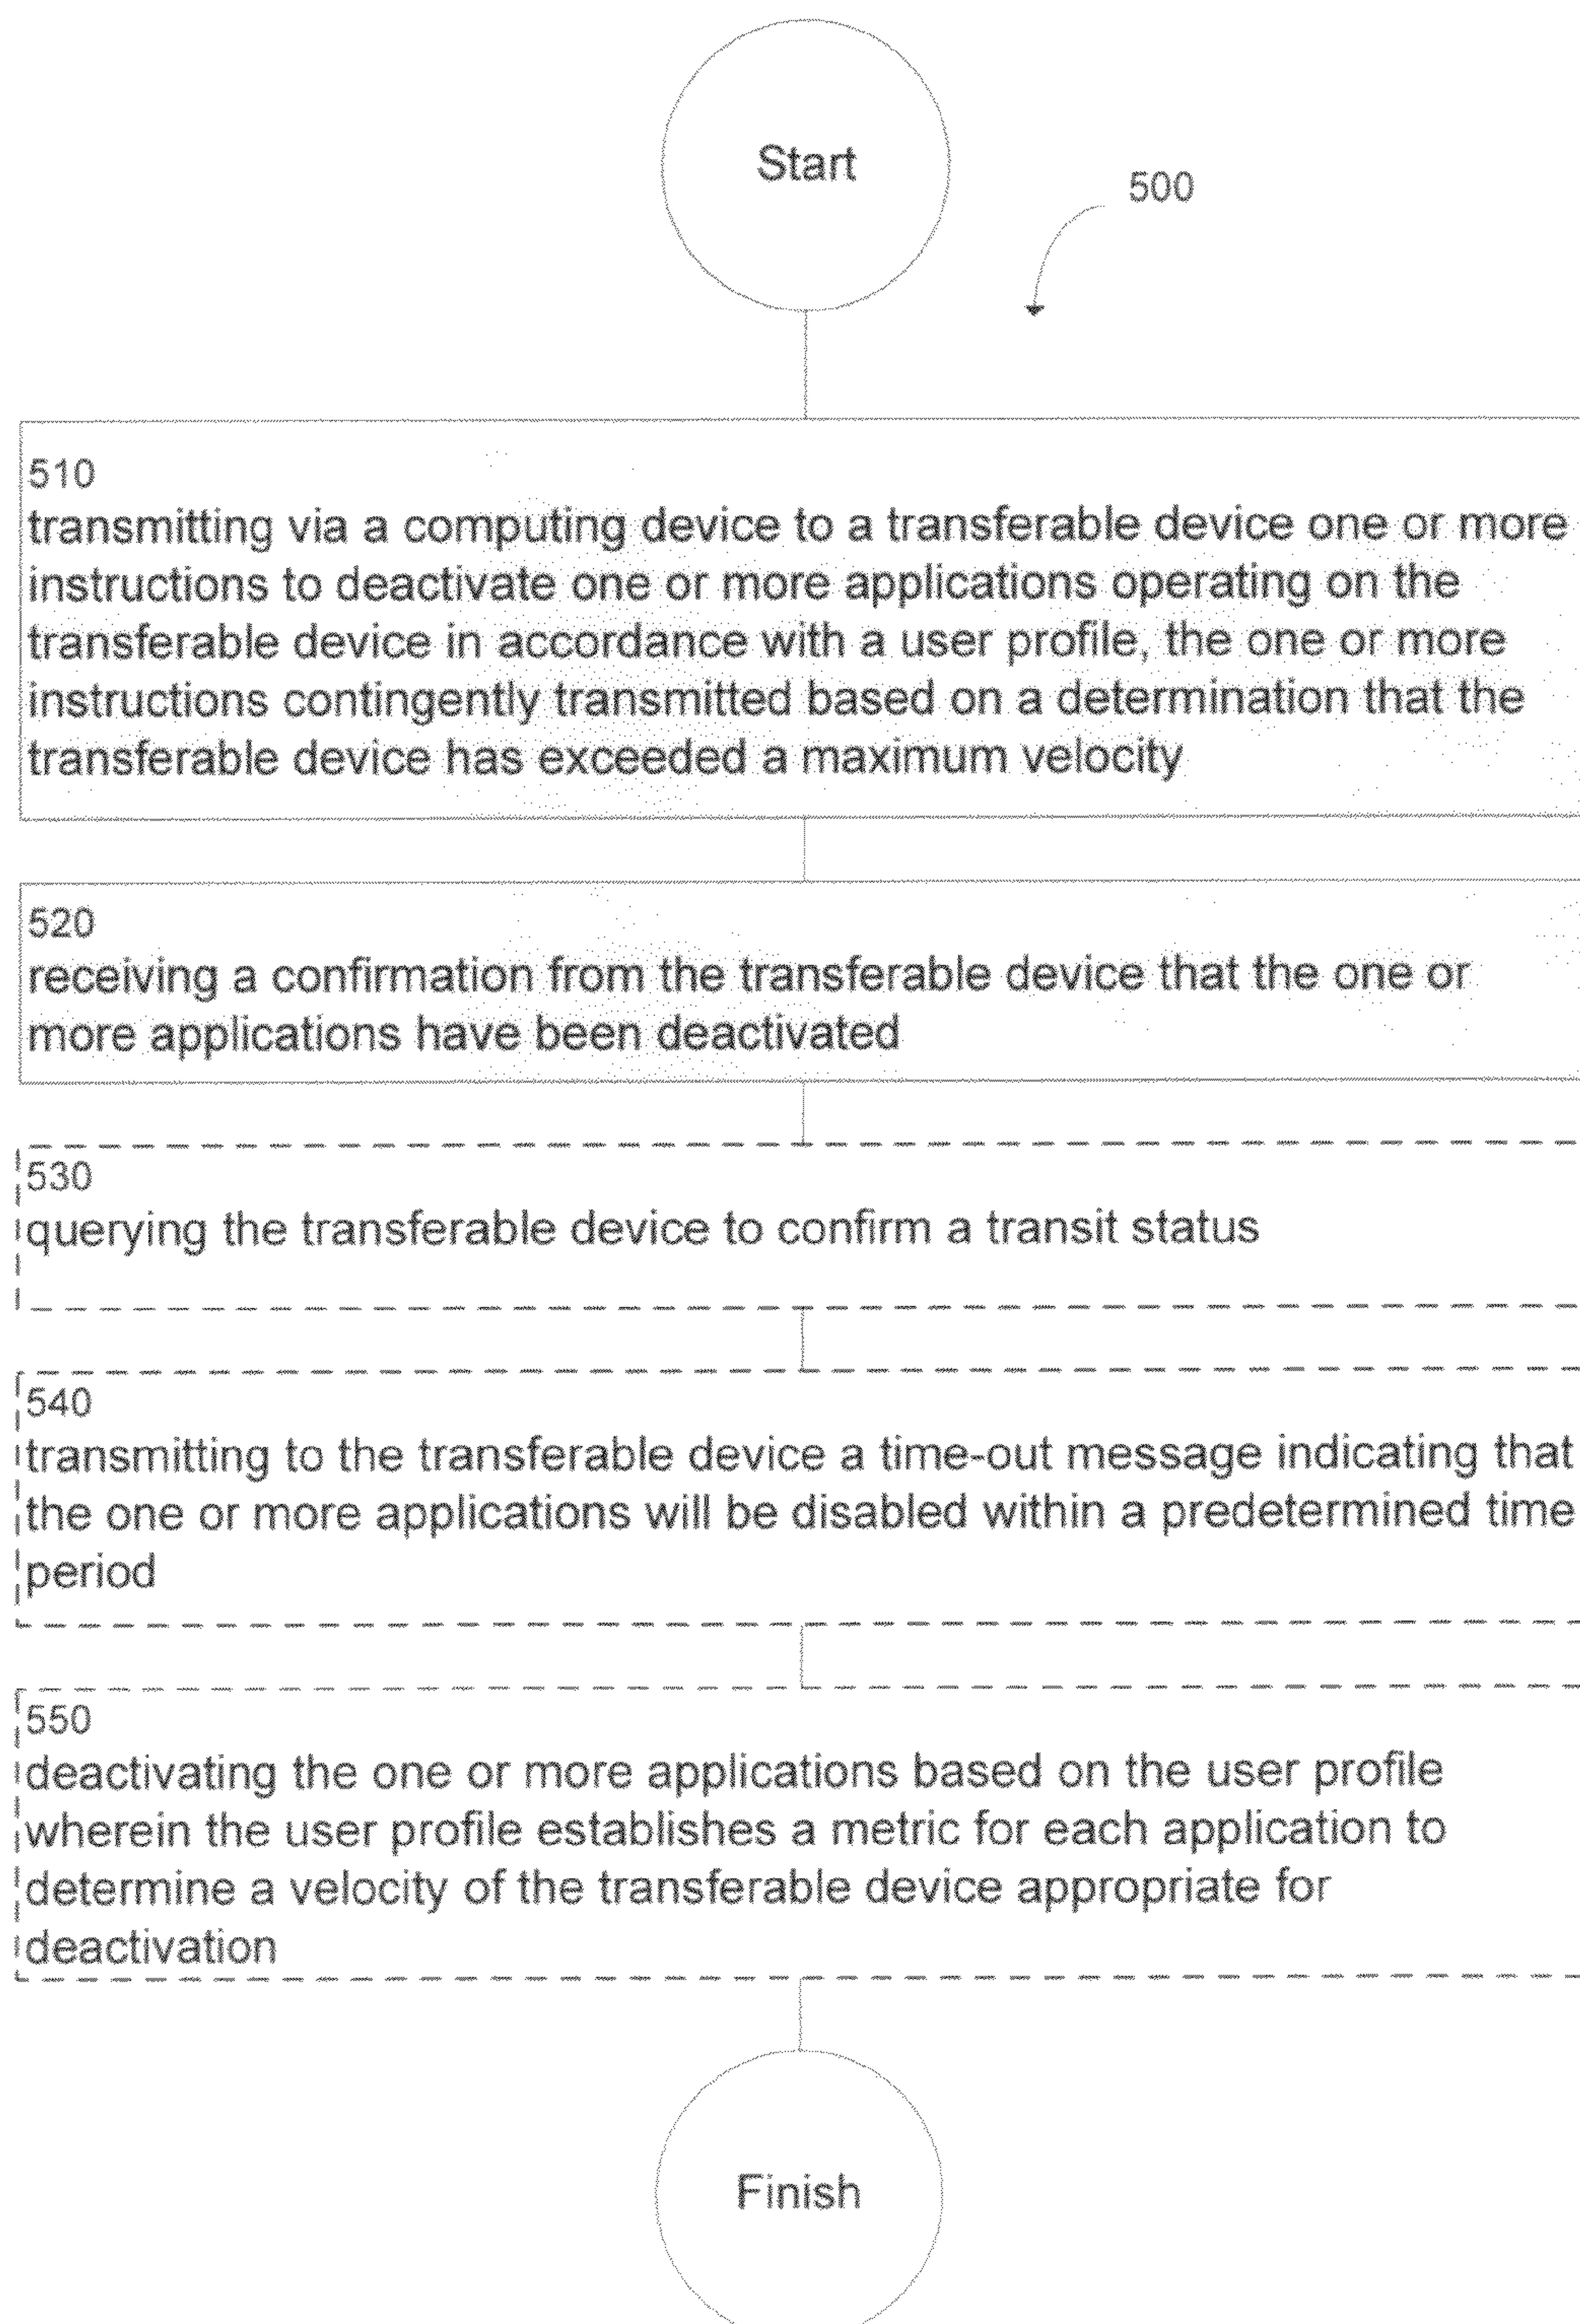 Start
500
510
transmitting via a computing device to a transferable device one or more
instructions to deactivate one or more applications operating on the
transferable device in accordance with a user profile, the one or more
instructions contingently transmitted based on a determination that the
transferable device has exceeded a maximum velocity
520
receiving a confirmation from the transferable device that the one or
more applications have been deactivated
530
querying the transferable device to confirm a transit status
540
transmitting to the transferable device a time-out message indicating that
the one or more applications will be disabled within a predetermined time
period
550
deactivating the one or more applications based on the user profile
wherein the user profile establishes a metric for each application to
determine a velocity of the transferable device appropriate for
deactivation
Finish